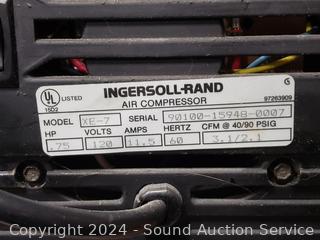 INGERSOLL-RAND
UL LISTED
15D2
AIR COMPRESSOR
97263909
MODEL XE-7 SERIAL 90100-15948-0007
HP VOLTS AMPS HERTZ CFM @ 40/90 PSIG
.75 120 11.5 60 3.1/2.1
Copyright 2024 - Sound Auction Service